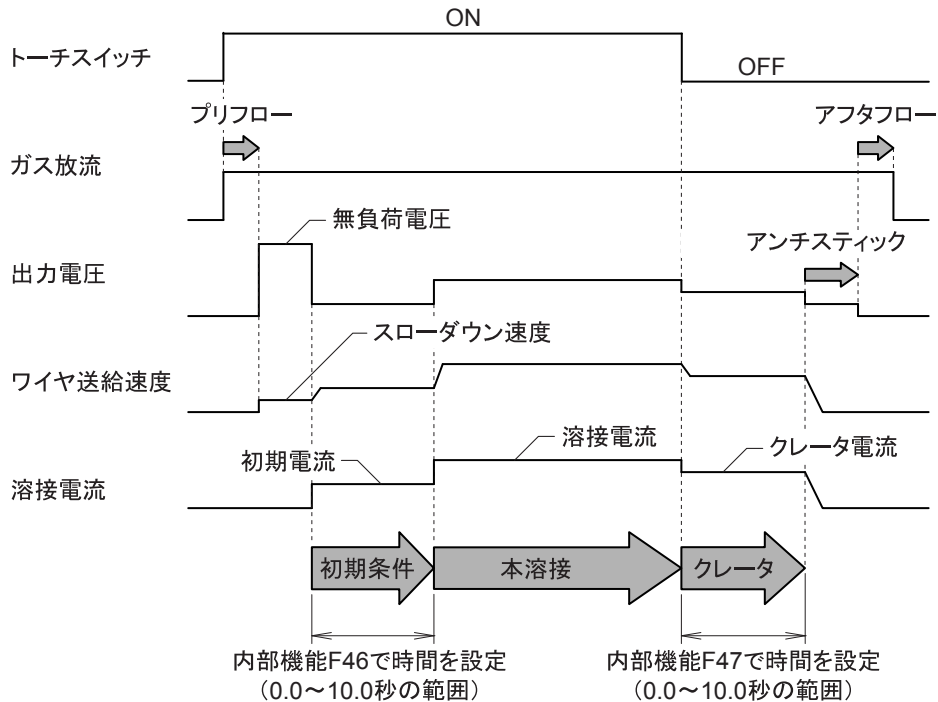 ON
トーチスイッチ
OFF
プリフロー
アフタフロー
ガス放流
無負荷電圧
アンチスティック
出力電圧
スローダウン速度
ワイヤ送給速度
溶接電流
初期電流
クレータ電流
溶接電流
初期条件
本溶接
クレータ
内部機能F46で時間を設定
（0.0～10.0秒の範囲）
内部機能F47で時間を設定
（0.0～10.0秒の範囲）